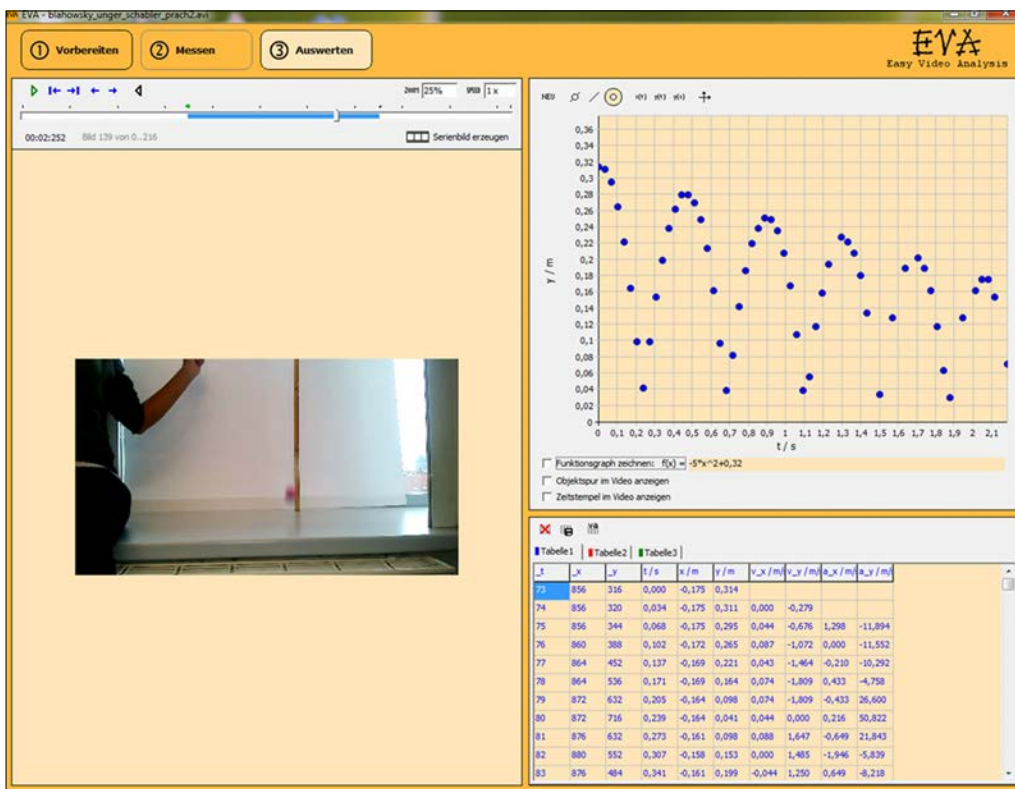 EVA - blahowsky_unger_schabler_prach2.avi
1 Vorbereiten 2 Messen 3 Auswerten
EVA
Easy Video Analysis
ZOOM 25% SPEED 1 x
00:02:252 Bild 139 von 0..216 Serienbild erzeugen
NEU x(t) y(t) y(x)
0,36
0,34
0,32
0,3
0,28
0,26
0,24
0,22
0,2
0,18
0,16
0,14
0,12
0,1
0,08
0,06
0,04
0,02
0
y / m
0 0,1 0,2 0,3 0,4 0,5 0,6 0,7 0,8 0,9 1 1,1 1,2 1,3 1,4 1,5 1,6 1,7 1,8 1,9 2 2,1
t / s
Funktionsgraph zeichnen: f(x) = -5*x^2+0,32
Objektspur im Video anzeigen
Zeitstempel im Video anzeigen
Tabelle1 Tabelle2 Tabelle3
_t _x _y t / s x / m y / m v_x / m/ v_y / m/ a_x / m/ a_y / m/
73 856 316 0,000 -0,175 0,314
74 856 320 0,034 -0,175 0,311 0,000 -0,279
75 856 344 0,068 -0,175 0,295 0,044 -0,676 1,298 -11,894
76 860 388 0,102 -0,172 0,265 0,087 -1,072 0,000 -11,552
77 864 452 0,137 -0,169 0,221 0,043 -1,464 -0,210 -10,292
78 864 536 0,171 -0,169 0,164 0,074 -1,809 0,433 -4,758
79 872 632 0,205 -0,164 0,098 0,074 -1,809 -0,433 26,600
80 872 716 0,239 -0,164 0,041 0,044 0,000 0,216 50,822
81 876 632 0,273 -0,161 0,098 0,088 1,647 -0,649 21,843
82 880 552 0,307 -0,158 0,153 0,000 1,485 -1,946 -5,839
83 876 484 0,341 -0,161 0,199 -0,044 1,250 0,649 -8,218